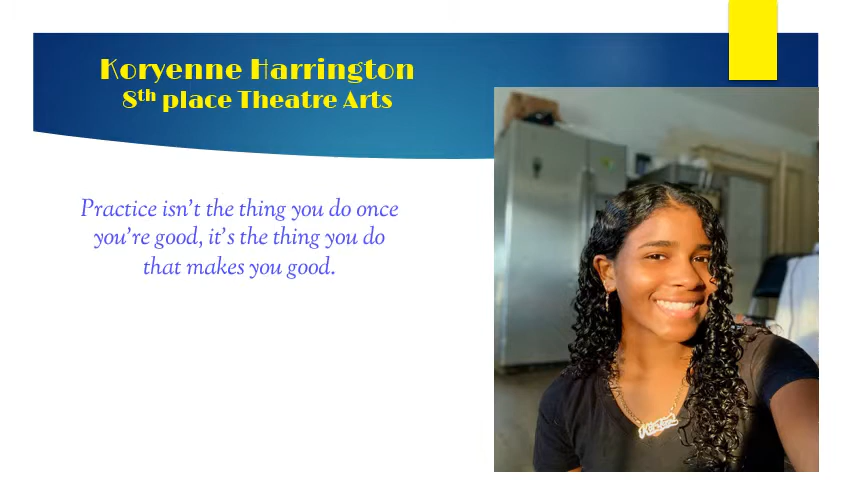 Koryenne Harrington
8th place Theatre Arts
Practice isn't the thing you do once
you're good, it's the thing you do
that makes you good.